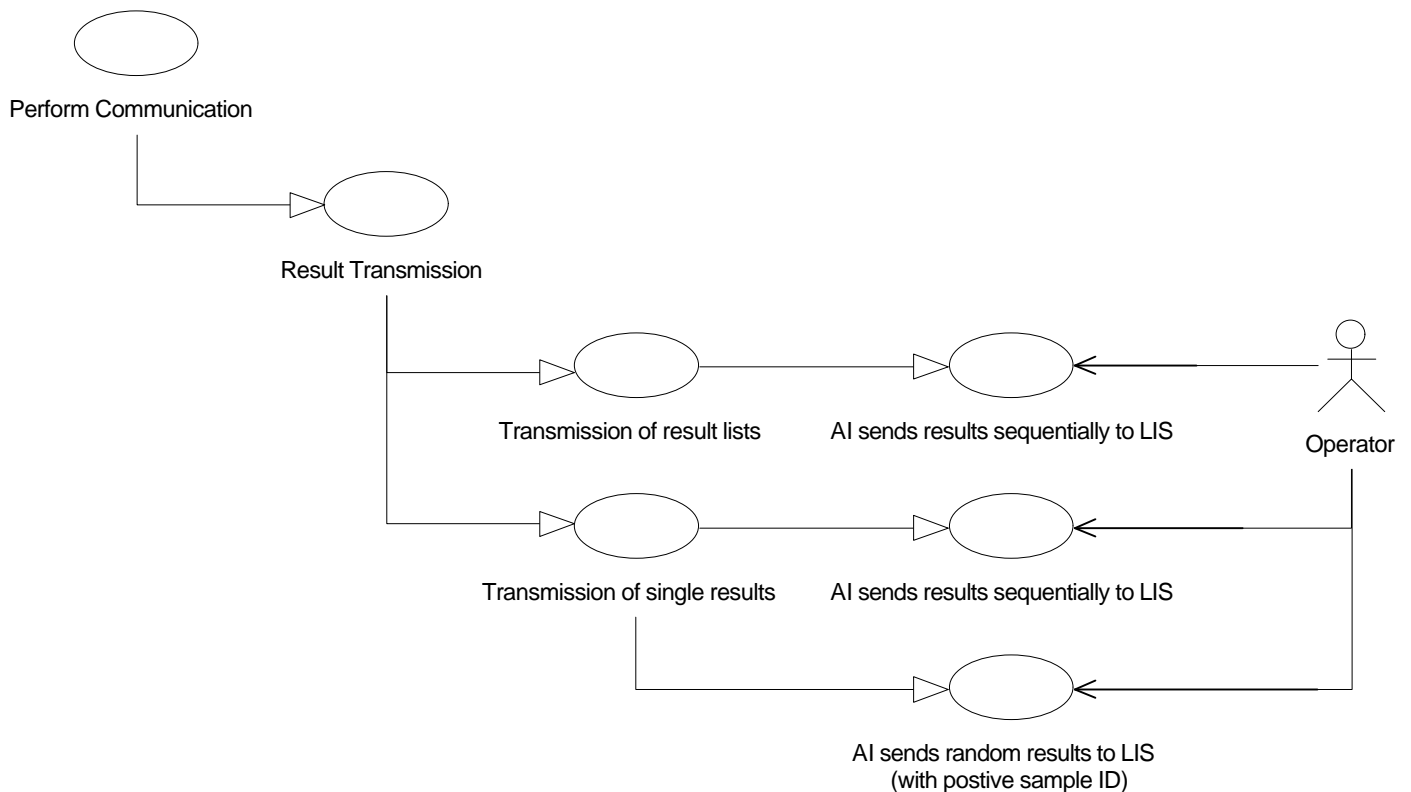 Perform Communication
Result Transmission
Transmission of result lists
AI sends results sequentially to LIS
Operator
Transmission of single results
AI sends results sequentially to LIS
AI sends random results to LIS
(with postive sample ID)